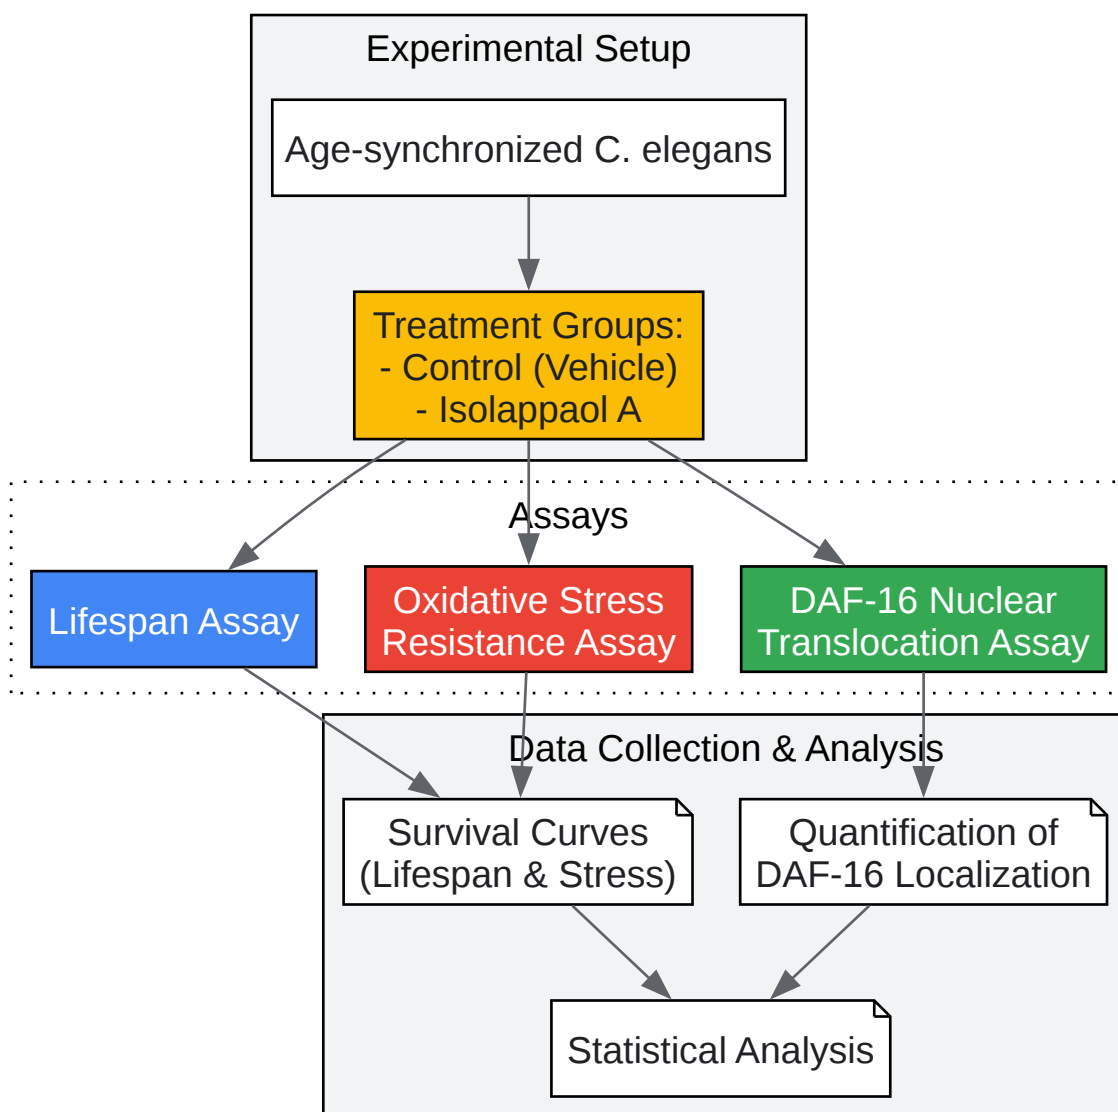 Experimental Setup
Age-synchronized C. elegans
Treatment Groups:
- Control (Vehicle)
- Isolappaol A
Assays
Lifespan Assay
Oxidative Stress
Resistance Assay
DAF-16 Nuclear
Translocation Assay
Data Collection & Analysis
Survival Curves
(Lifespan & Stress)
Quantification of
DAF-16 Localization
Statistical Analysis